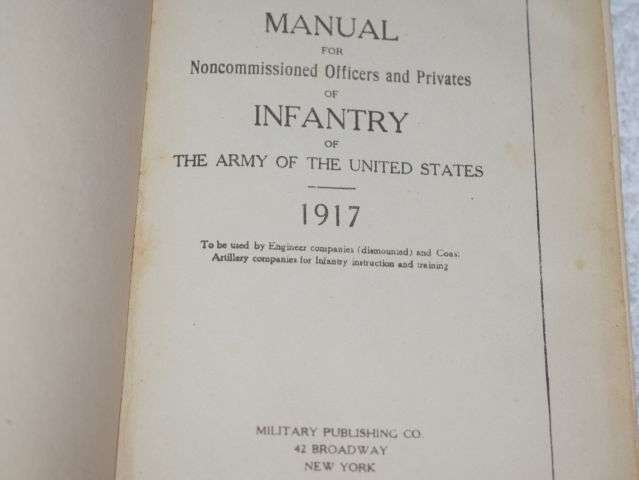 MANUAL
FOR
Noncommissioned Officers and Privates
OF
INFANTRY
OF
THE ARMY OF THE UNITED STATES
1917
To be used by Engineer companies (dismounted) and Coast
Artillery companies for Infantry instruction and training
MILITARY PUBLISHING CO.
42 BROADWAY
NEW YORK